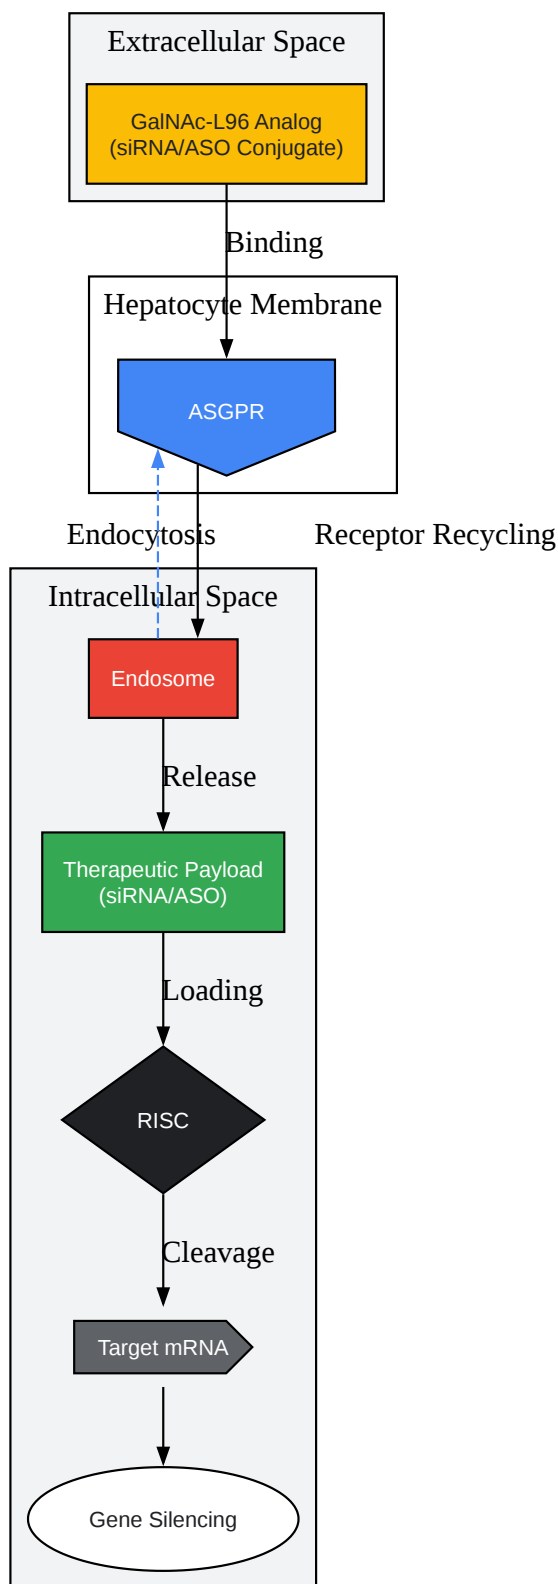 Extracellular Space
GalNAc-L96 Analog
(siRNA/ASO Conjugate)
Binding
Hepatocyte Membrane
ASGPR
Endocytosis
Receptor Recycling
Intracellular Space
Endosome
Release
Therapeutic Payload
(siRNA/ASO)
Loading
RISC
Cleavage
Target mRNA
Gene Silencing